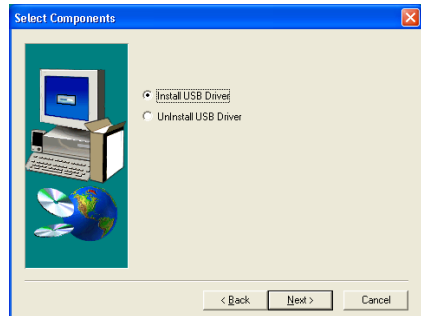 Select Components
Install USB Driver
UnInstall USB Driver
< Back
Next >
Cancel